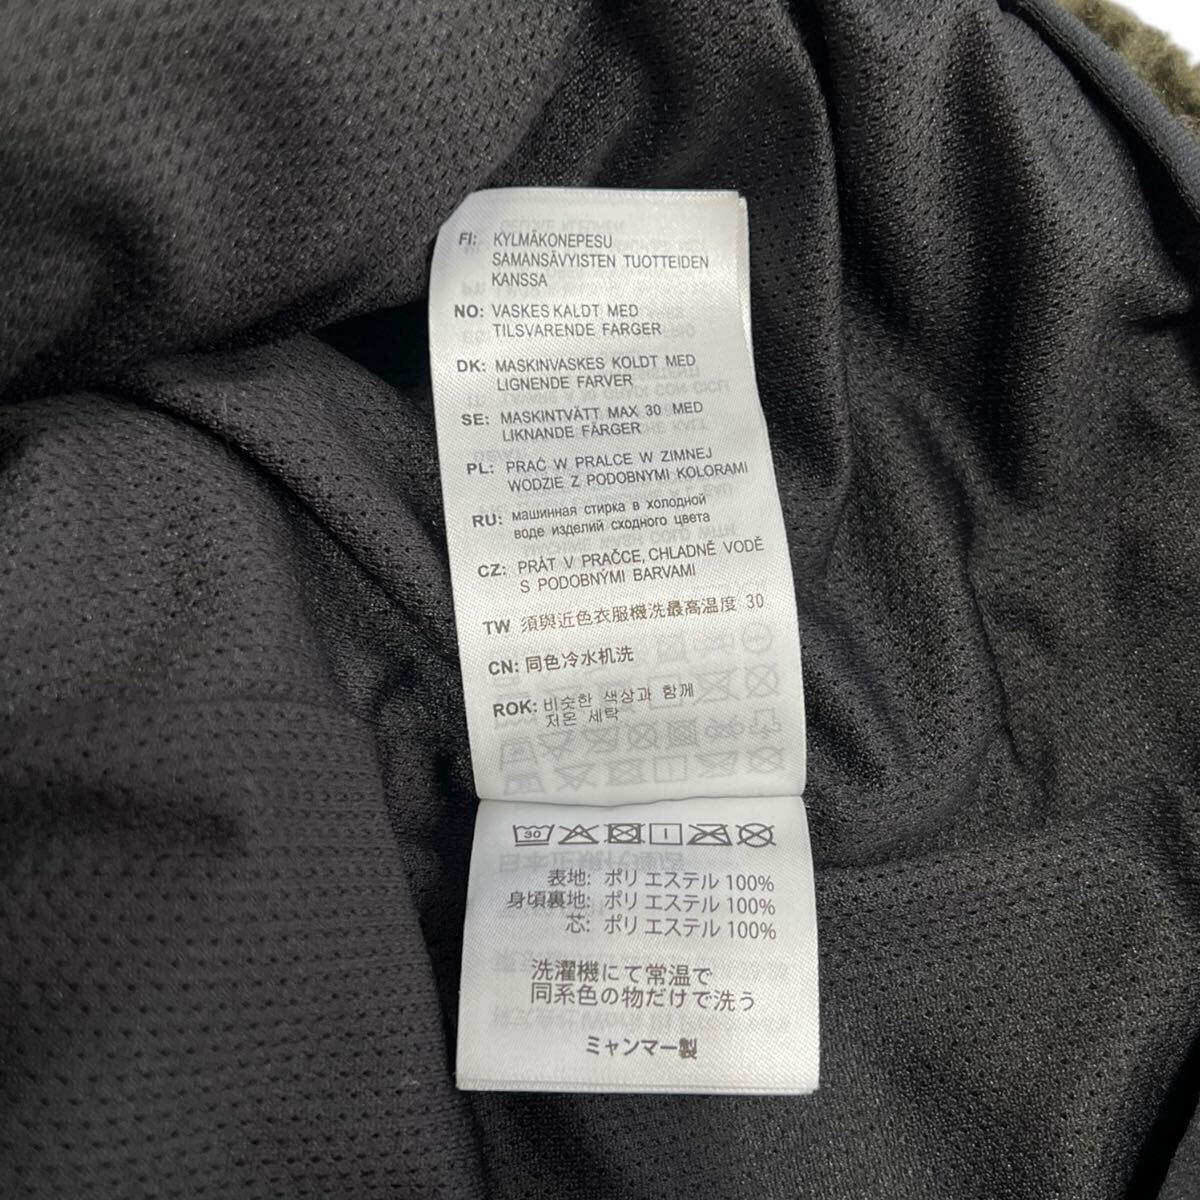 FI: KYLMÄKONEPESU
SAMANSÄVYISTEN TUOTTEIDEN
KANSSA
NO: VASKES KALDT MED
TILSVARENDE FARGER
DK: MASKINVASKES KOLDT MED
LIGNENDE FARVER
SE: MASKINTVÄTT MAX 30 MED
LIKNANDE FÄRGER
PL: PRAĆ W PRALCE W ZIMNEJ
WODZIE Z PODOBNYMI KOLORAMI
RU: машинная стирка в холодной
воде изделий сходного цвета
CZ: PRÁT V PRAČCE, CHLADNĚ VODĚ
S PODOBNÝMI BARVAMI
TW 須與近色衣服機洗最高温度 30
CN: 同色冷水机洗
ROK: 비슷한 색상과 함께
저온 세탁
30
表地: ポリエステル 100%
身頃裏地: ポリエステル 100%
芯: ポリエステル 100%
洗濯機にて常温で
同系色の物だけで洗う
ミャンマー製